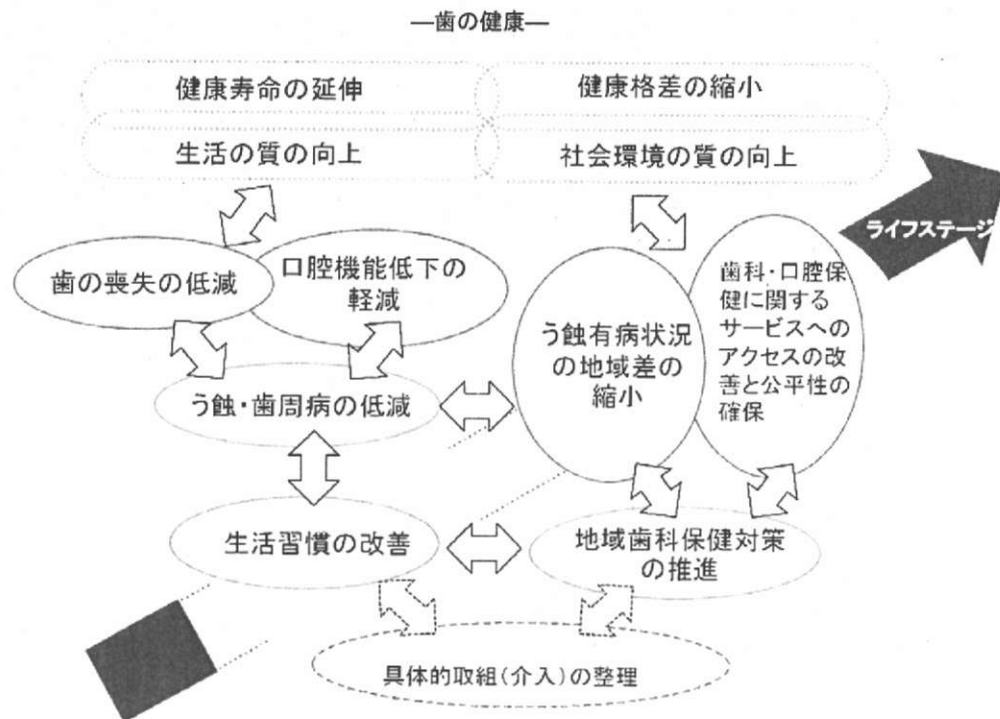 ―歯の健康―
健康寿命の延伸
健康格差の縮小
生活の質の向上
社会環境の質の向上
ライフステージ
歯の喪失の低減
口腔機能低下の
軽減
う蝕有病状況
の地域差の
縮小
歯科・口腔保
健に関する
サービスへの
アクセスの改
善と公平性の
確保
う蝕・歯周病の低減
生活習慣の改善
地域歯科保健対策
の推進
具体的取組(介入)の整理